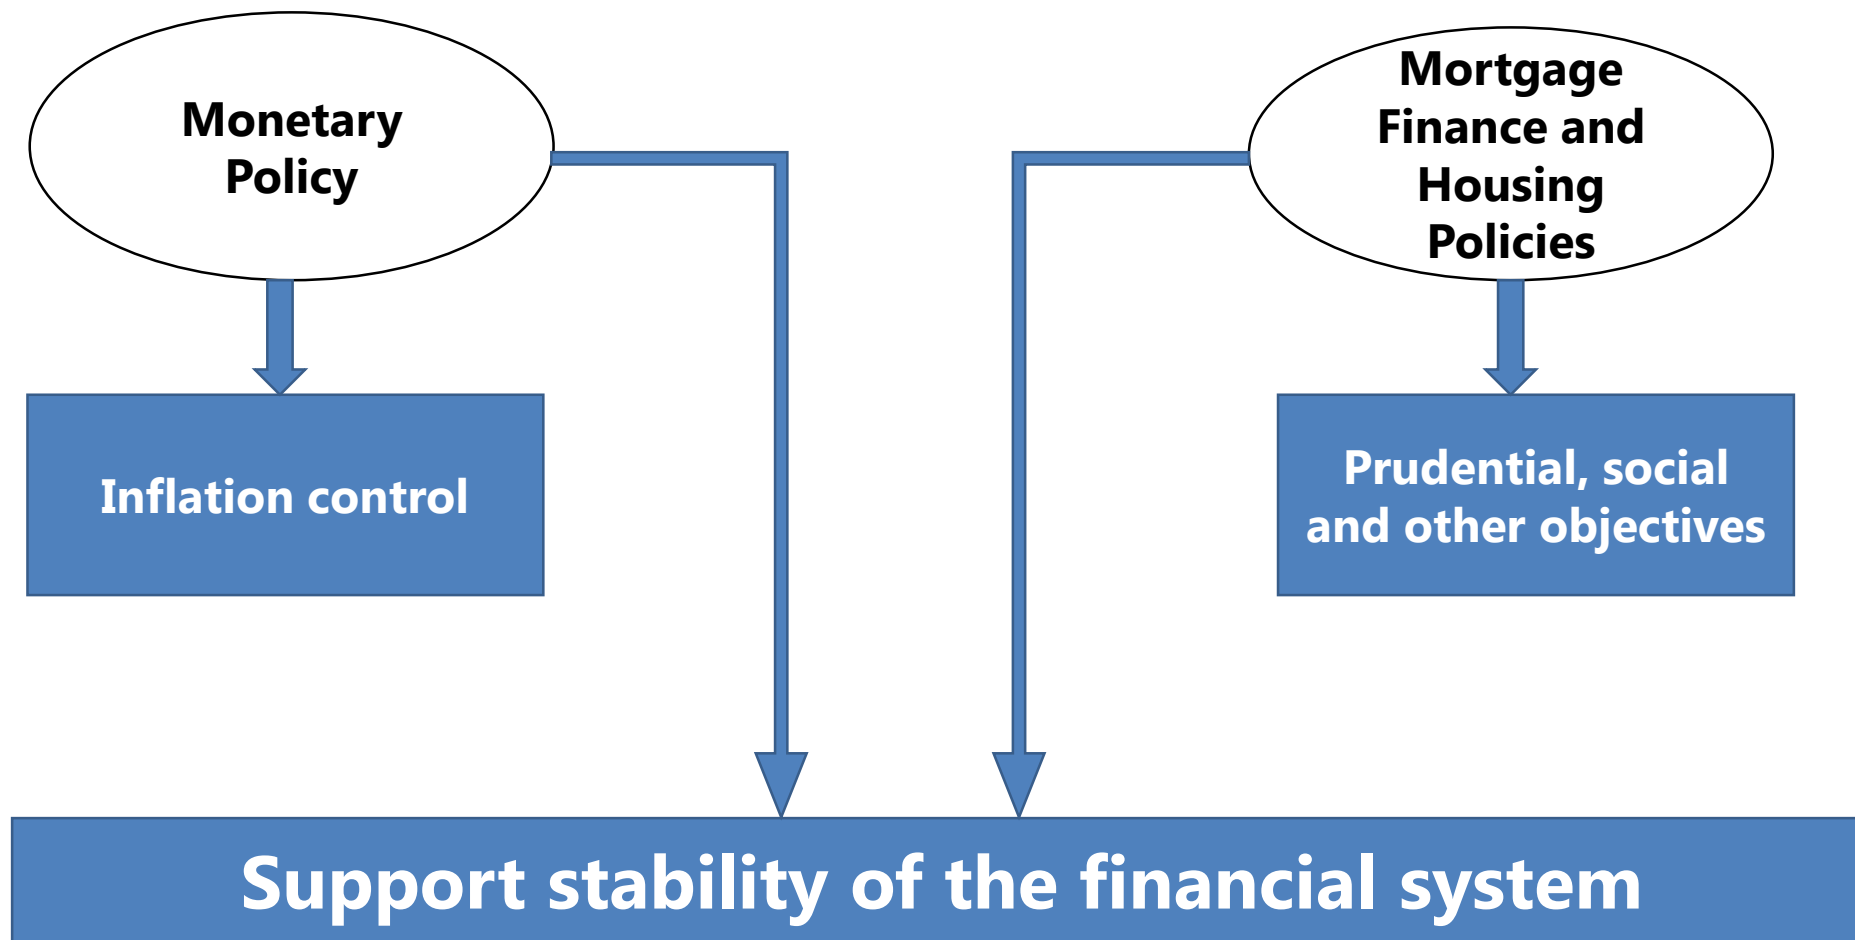 Monetary
Policy
Mortgage
Finance and
Housing
Policies
Inflation control
Prudential, social
and other objectives
Support stability of the financial system